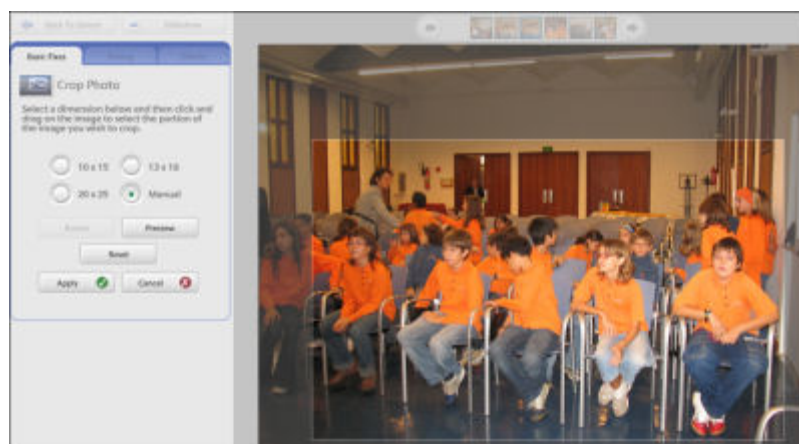 Basic Fixes
Crop Photo
Select a dimension below and then click and
drag on the image to select the portion of
the image you wish to crop.
10 x 15 13 x 18
20 x 25 Manual
Preview
Reset
Apply Cancel